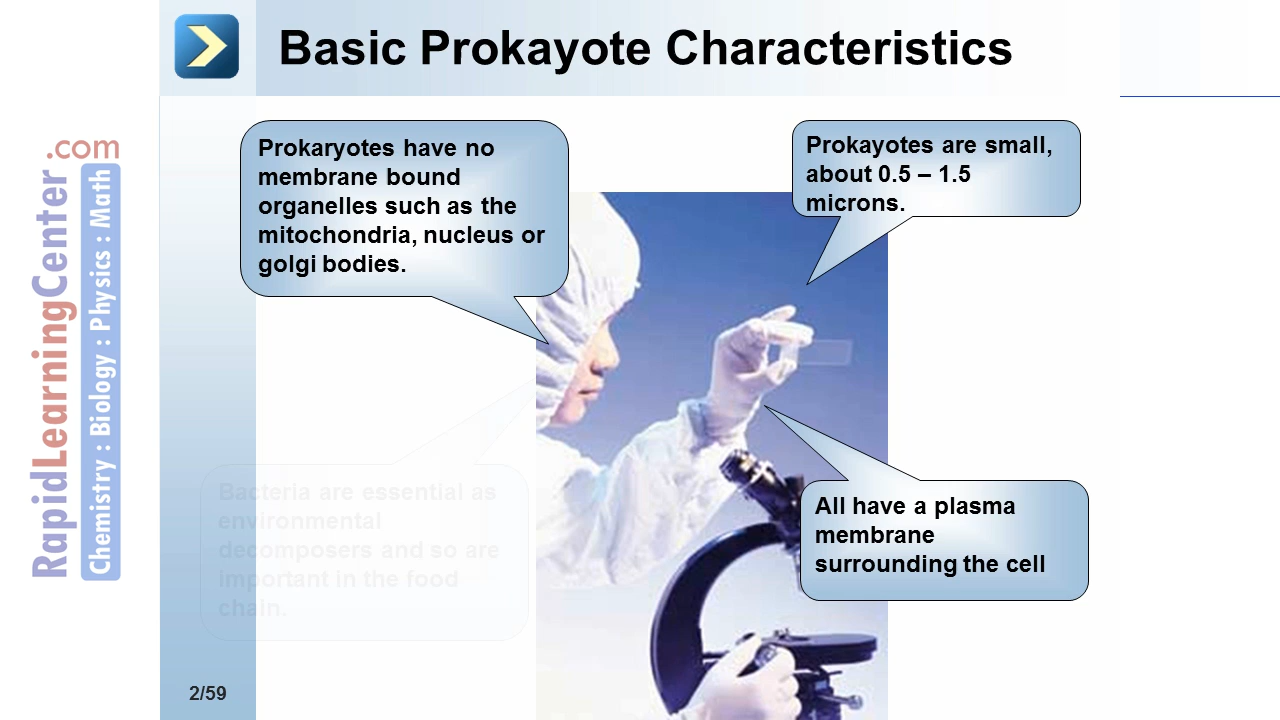 Basic Prokayote Characteristics
Prokaryotes have no
membrane bound
organelles such as the
mitochondria, nucleus or
golgi bodies.
Prokayotes are small,
about 0.5 – 1.5
microns.
Bacteria are essential as
environmental
decomposers and so are
important in the food
chain.
All have a plasma
membrane
surrounding the cell
RapidLearningCenter.com
Chemistry : Biology : Physics : Math
2/59